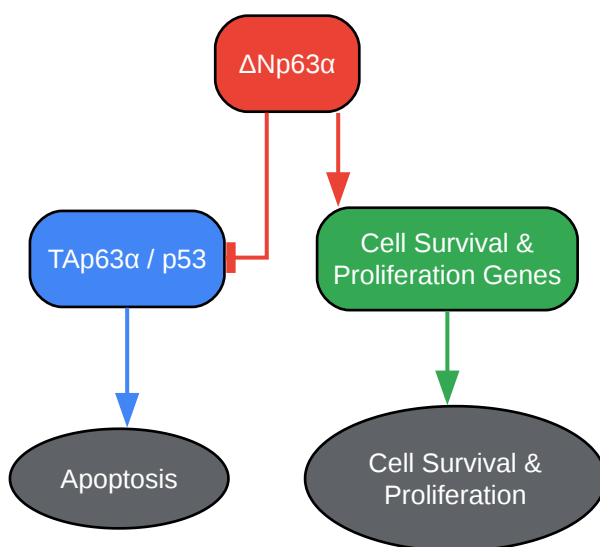 ΔNp63α
TAp63α / p53
Cell Survival &
Proliferation Genes
Apoptosis
Cell Survival &
Proliferation